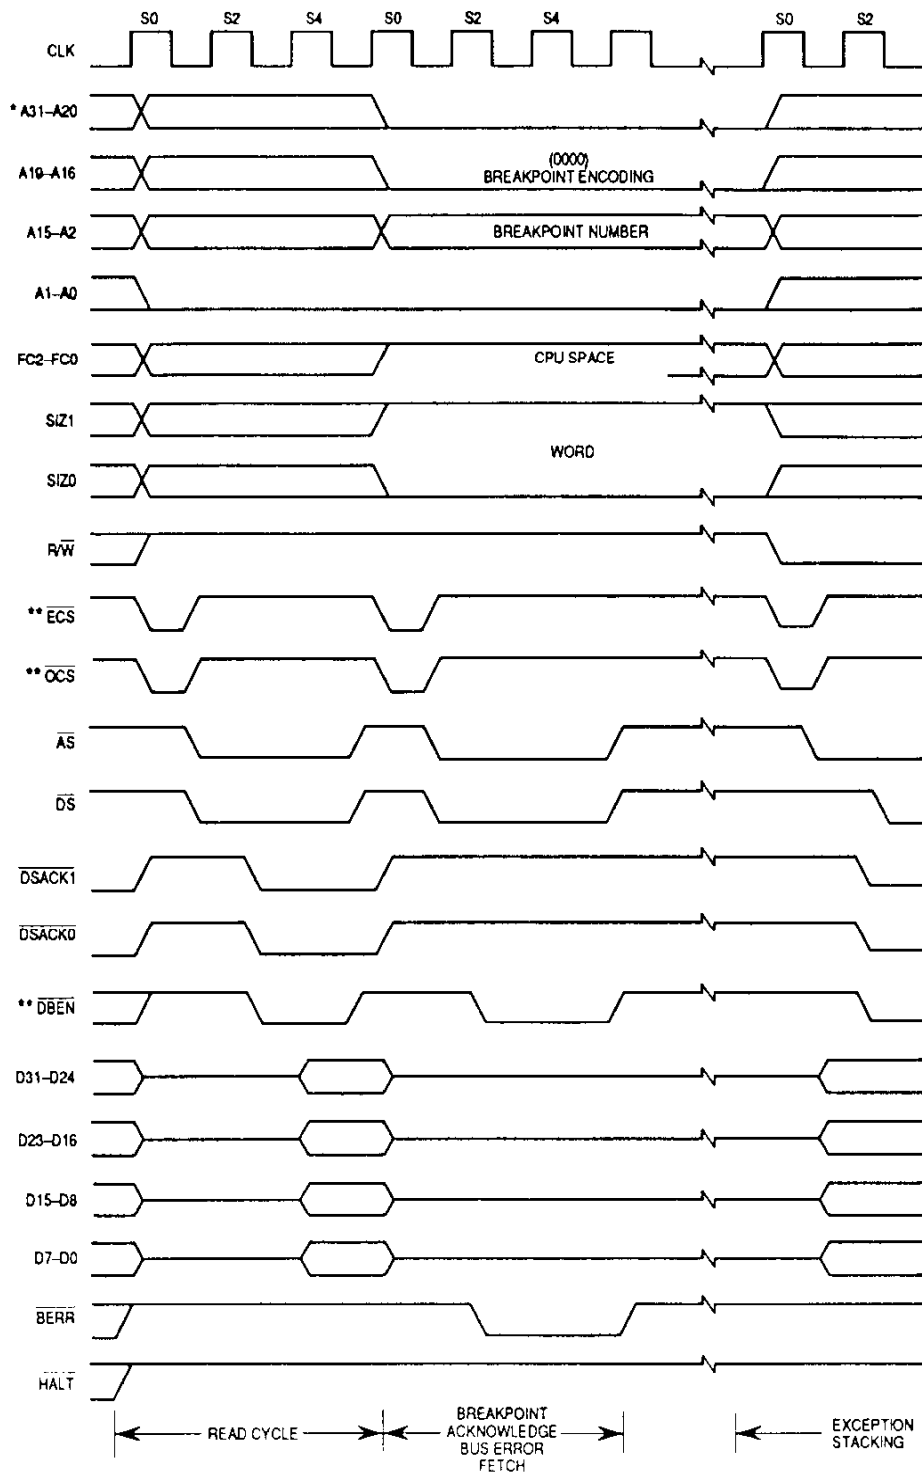 S0 S2 S4 S0 S2 S4 S0 S2
CLK
* A31–A20
A19–A16
(0000)
BREAKPOINT ENCODING
A15–A2
BREAKPOINT NUMBER
A1–A0
FC2–FC0
CPU SPACE
SIZ1
WORD
SIZ0
R/W
** ECS
** OCS
AS
DS
DSACK1
DSACK0
** DBEN
D31–D24
D23–D16
D15–D8
D7–D0
BERR
HALT
READ CYCLE
BREAKPOINT
ACKNOWLEDGE
BUS ERROR
FETCH
EXCEPTION
STACKING